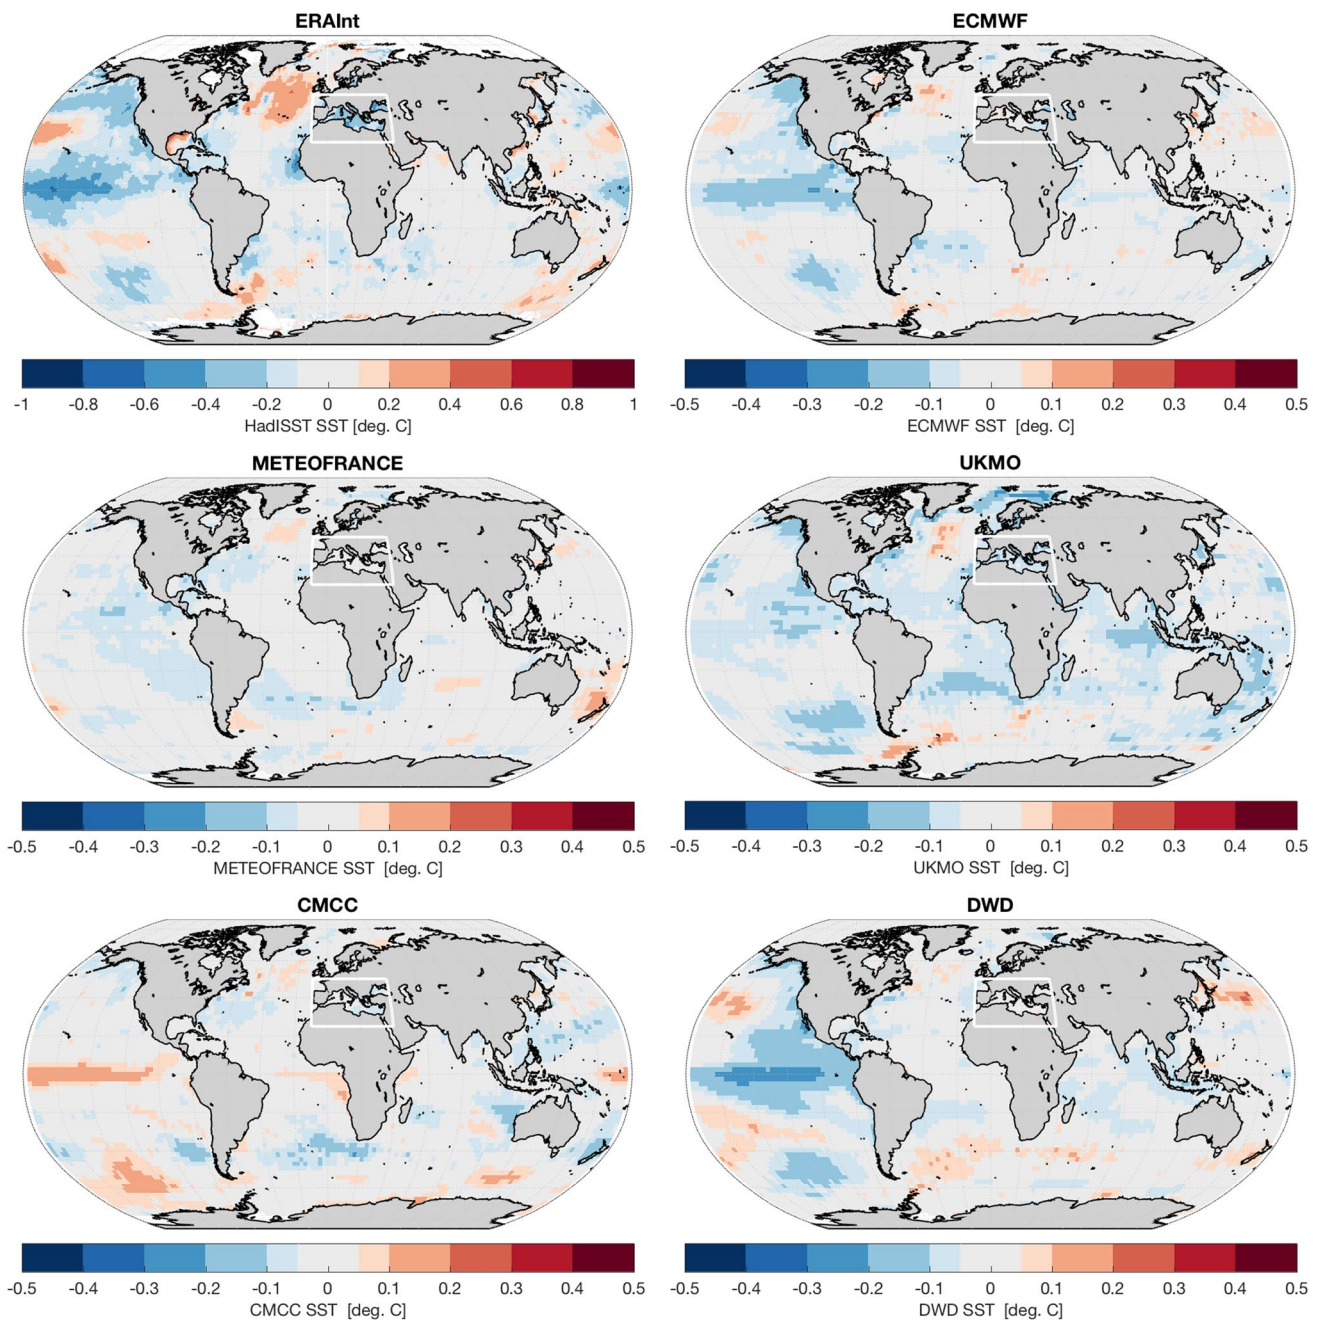 ERAInt
ECMWF
-1 -0.8 -0.6 -0.4 -0.2 0 0.2 0.4 0.6 0.8 1
HadISST SST [deg. C]
-0.5 -0.4 -0.3 -0.2 -0.1 0 0.1 0.2 0.3 0.4 0.5
ECMWF SST [deg. C]
METEOFRANCE
UKMO
-0.5 -0.4 -0.3 -0.2 -0.1 0 0.1 0.2 0.3 0.4 0.5
METEOFRANCE SST [deg. C]
-0.5 -0.4 -0.3 -0.2 -0.1 0 0.1 0.2 0.3 0.4 0.5
UKMO SST [deg. C]
CMCC
DWD
-0.5 -0.4 -0.3 -0.2 -0.1 0 0.1 0.2 0.3 0.4 0.5
CMCC SST [deg. C]
-0.5 -0.4 -0.3 -0.2 -0.1 0 0.1 0.2 0.3 0.4 0.5
DWD SST [deg. C]